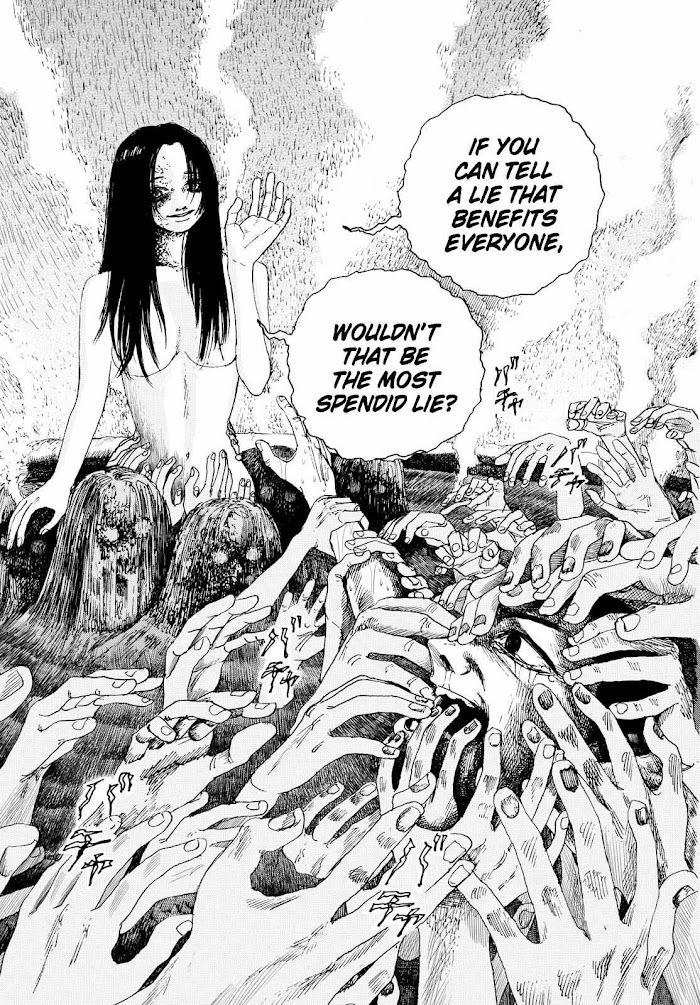 IF YOU
CAN TELL
A LIE THAT
BENEFITS
EVERYONE,
WOULDN'T
THAT BE
THE MOST
SPENDID LIE?